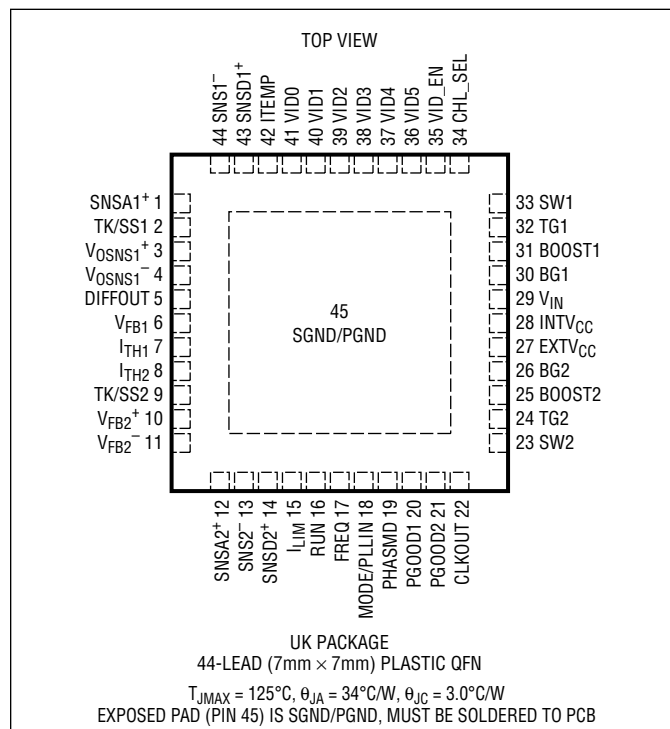 TOP VIEW
44 SNS1⁻
43 SNSD1⁺
42 ITEMP
41 VID0
40 VID1
39 VID2
38 VID3
37 VID4
36 VID5
35 VID_EN
34 CHL_SEL
SNSA1⁺ 1
TK/SS1 2
VOSNS1⁺ 3
VOSNS1⁻ 4
DIFFOUT 5
VFB1 6
ITH1 7
ITH2 8
TK/SS2 9
VFB2⁺ 10
VFB2⁻ 11
45
SGND/PGND
33 SW1
32 TG1
31 BOOST1
30 BG1
29 VIN
28 INTVCC
27 EXTVCC
26 BG2
25 BOOST2
24 TG2
23 SW2
SNSA2⁺ 12
SNS2⁻ 13
SNSD2⁺ 14
ILIM 15
RUN 16
FREQ 17
MODE/PLLIN 18
PHASMD 19
PGOOD1 20
PGOOD2 21
CLKOUT 22
UK PACKAGE
44-LEAD (7mm × 7mm) PLASTIC QFN
TJMAX = 125°C, θJA = 34°C/W, θJC = 3.0°C/W
EXPOSED PAD (PIN 45) IS SGND/PGND, MUST BE SOLDERED TO PCB